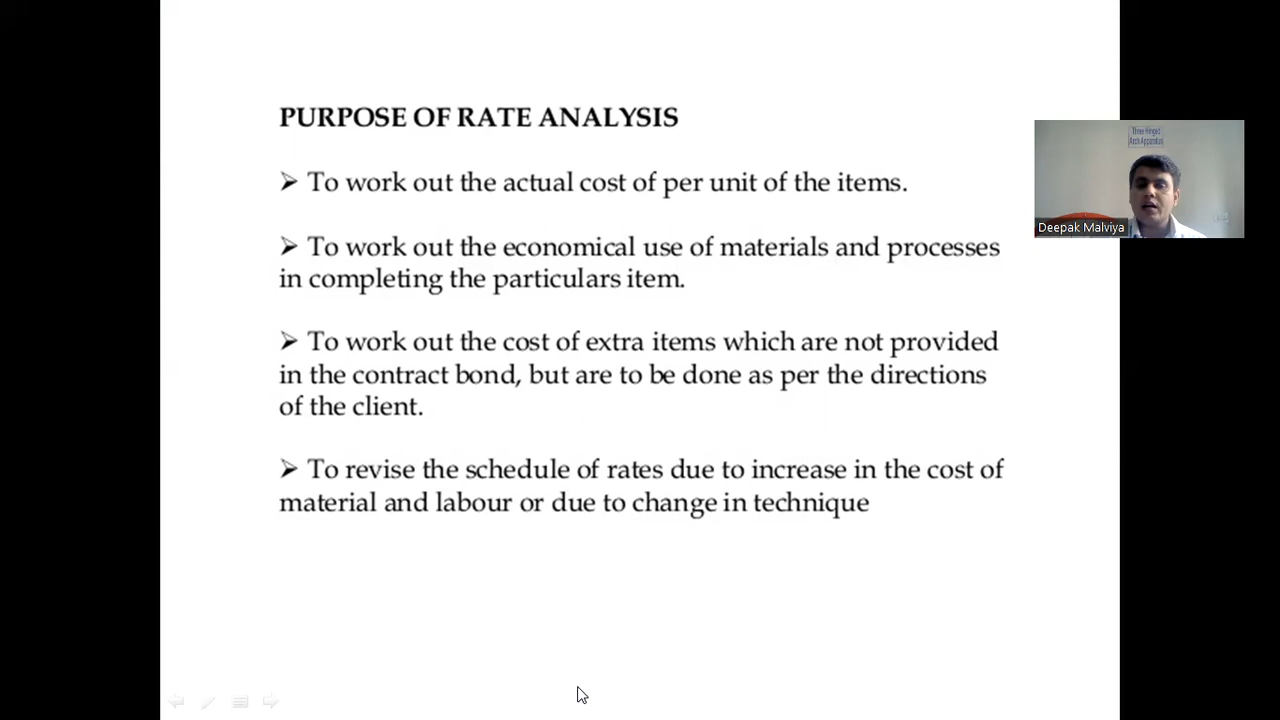 PURPOSE OF RATE ANALYSIS
➢ To work out the actual cost of per unit of the items.
➢ To work out the economical use of materials and processes
in completing the particulars item.
➢ To work out the cost of extra items which are not provided
in the contract bond, but are to be done as per the directions
of the client.
➢ To revise the schedule of rates due to increase in the cost of
material and labour or due to change in technique
Three Hinged
Arch Apparatus
Deepak Malviya